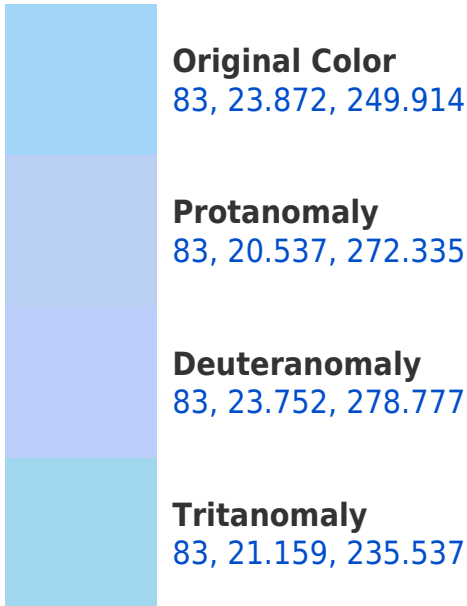 Original Color
83, 23.872, 249.914
Protanomaly
83, 20.537, 272.335
Deuteranomaly
83, 23.752, 278.777
Tritanomaly
83, 21.159, 235.537